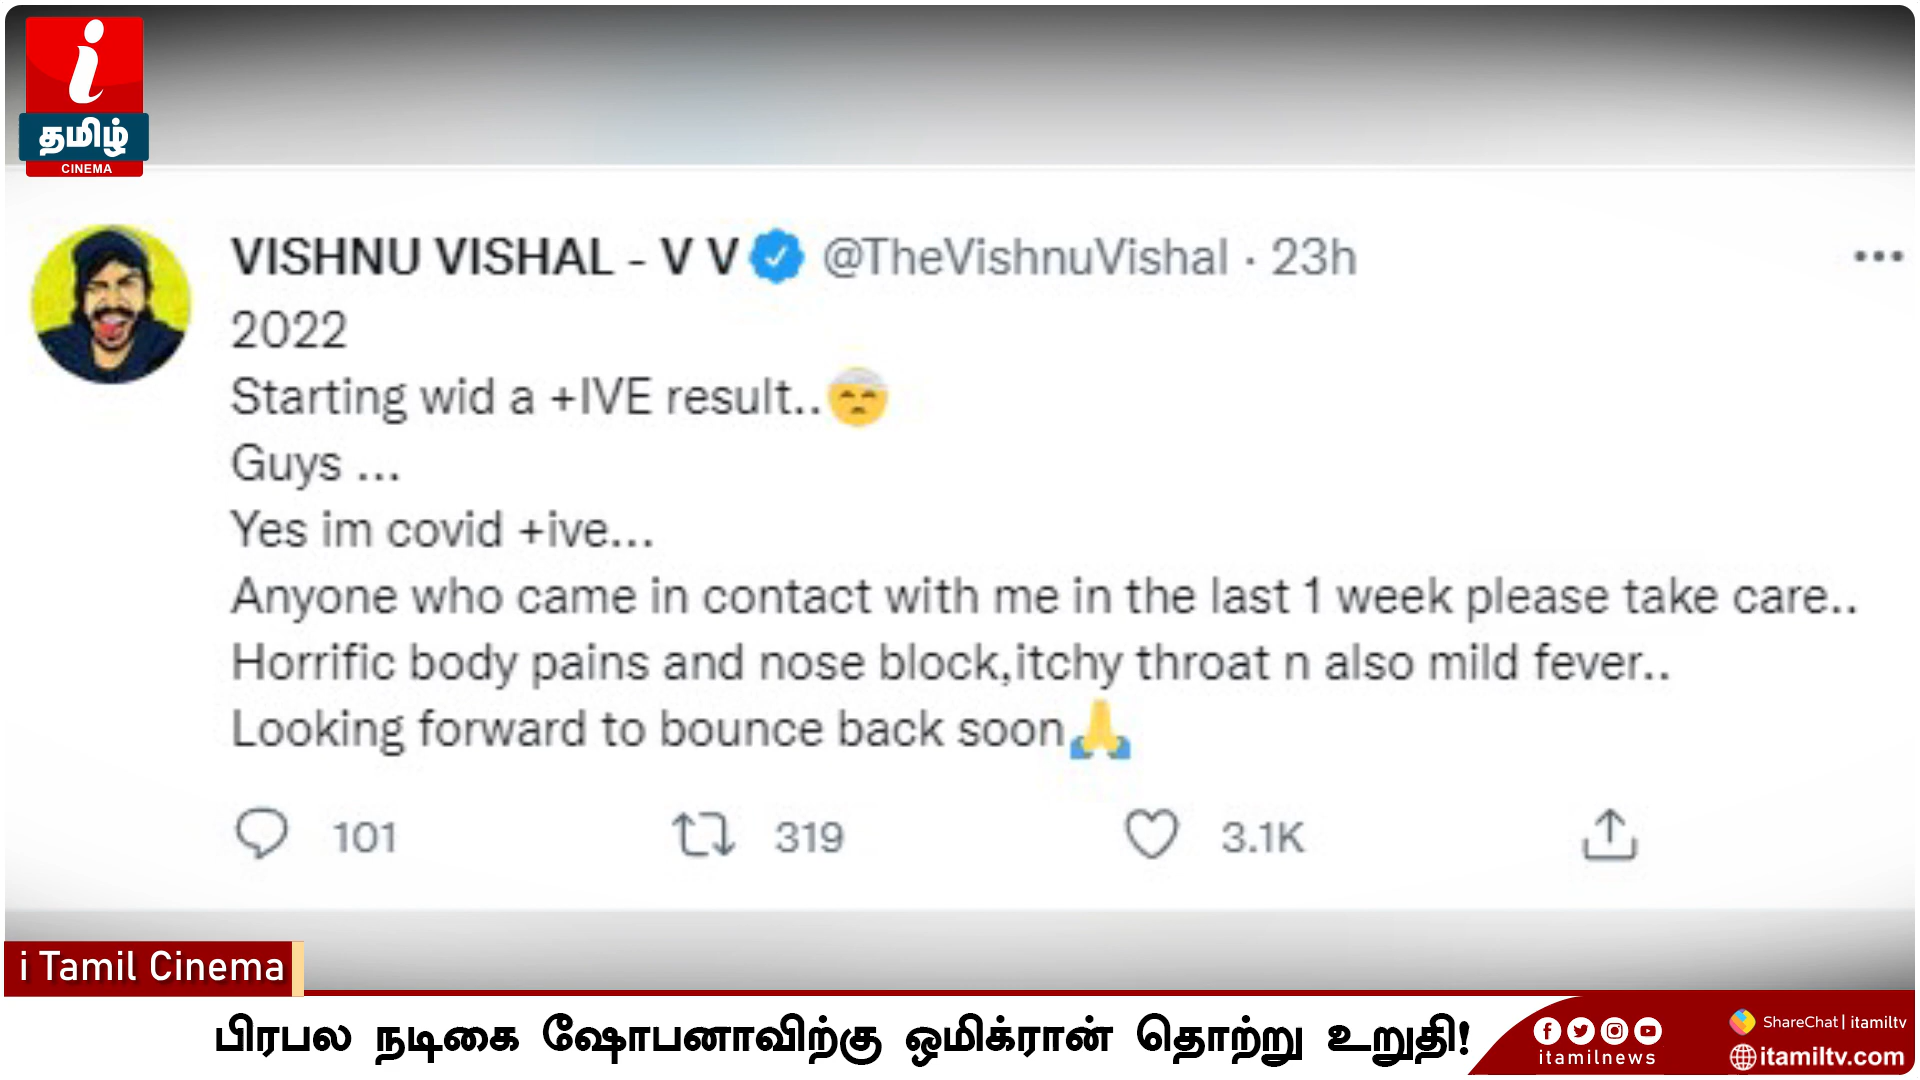 i
தமிழ்
CINEMA
VISHNU VISHAL - V V @TheVishnuVishal · 23h
2022
Starting wid a +IVE result..🤕
Guys ...
Yes im covid +ive...
Anyone who came in contact with me in the last 1 week please take care..
Horrific body pains and nose block,itchy throat n also mild fever..
Looking forward to bounce back soon🙏
101 319 3.1K
i Tamil Cinema
பிரபல நடிகை ஷோபனாவிற்கு ஒமிக்ரான் தொற்று உறுதி!
itamilnews
ShareChat | itamiltv
itamiltv.com